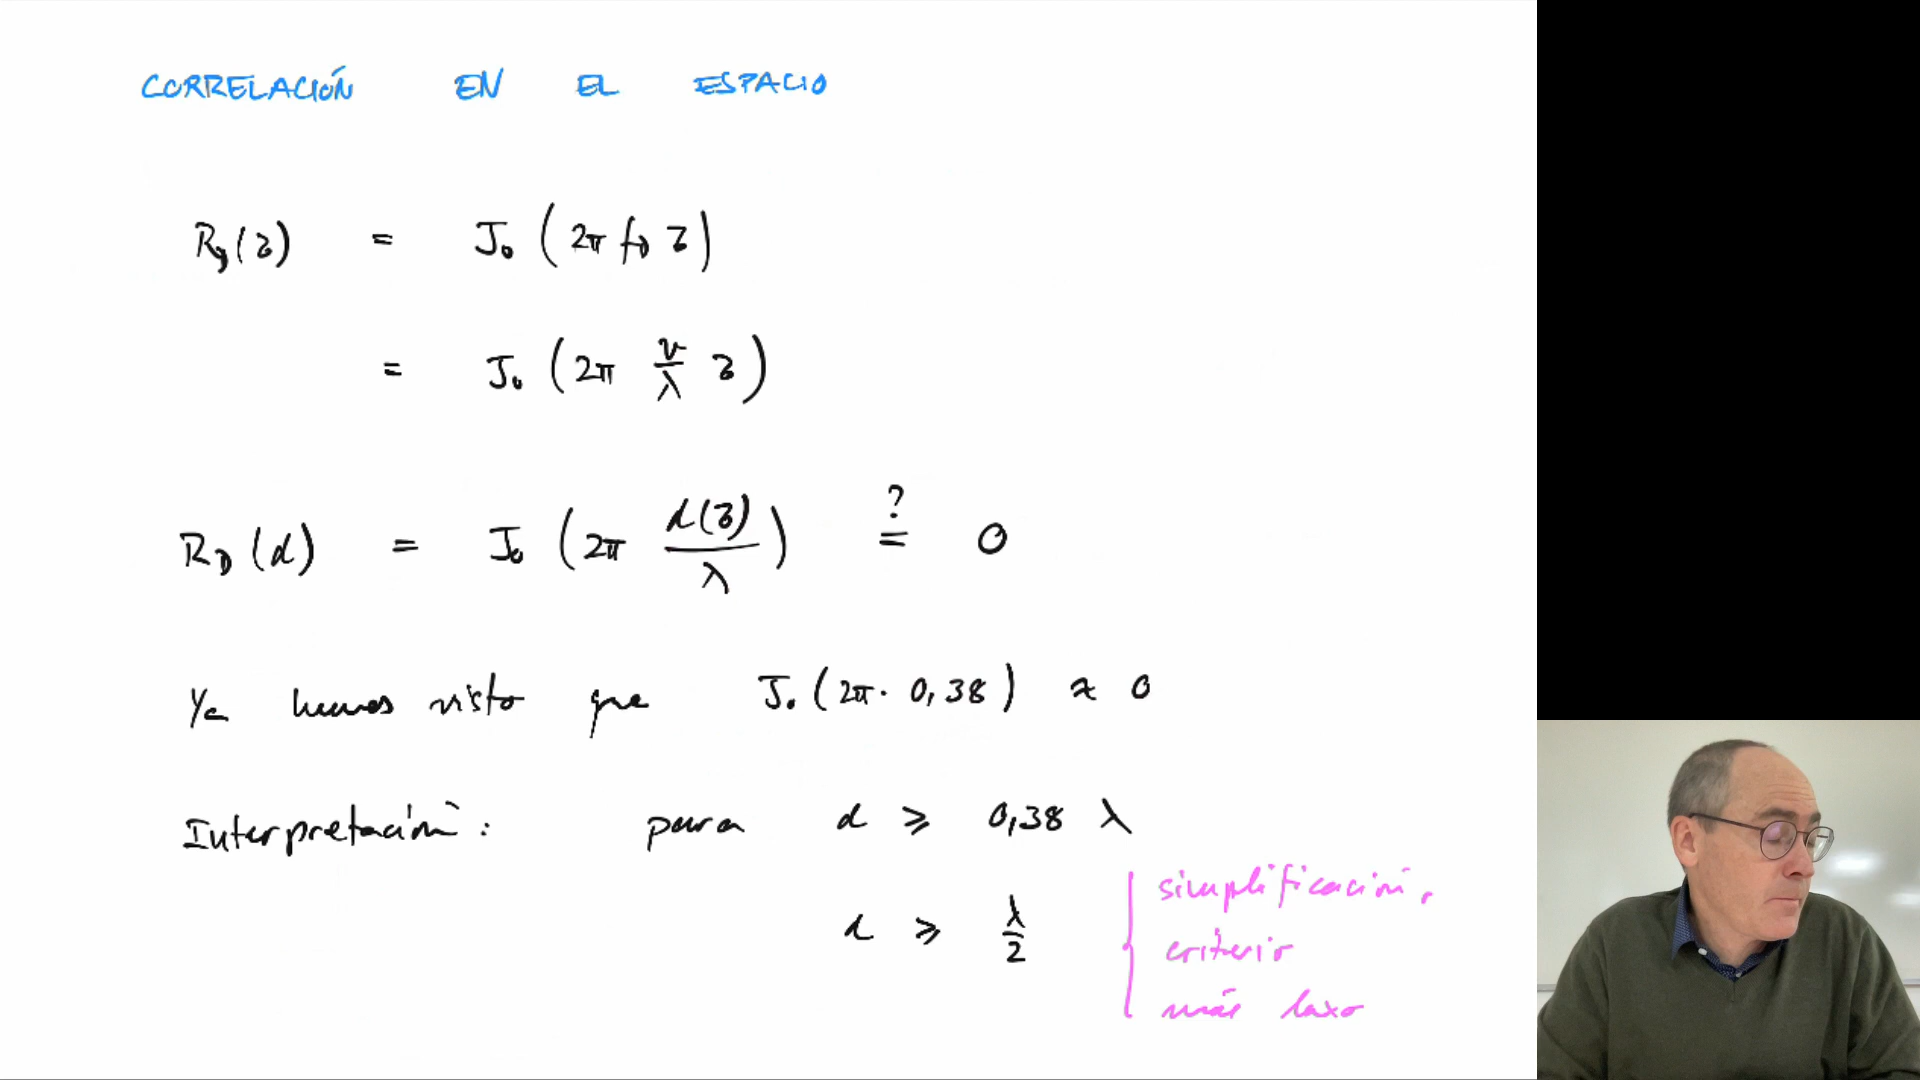 CORRELACIÓN EN EL ESPACIO
R_y(τ) = J₀ (2π f_D τ)
= J₀ (2π v/λ τ)
R_D (d) = J₀ (2π d(τ)/λ) =? 0
Ya hemos visto que J₀ (2π · 0,38) ≈ 0
Interpretación: para d ≥ 0,38 λ
d ≥ λ/2
simplificación,
criterio
más laxo